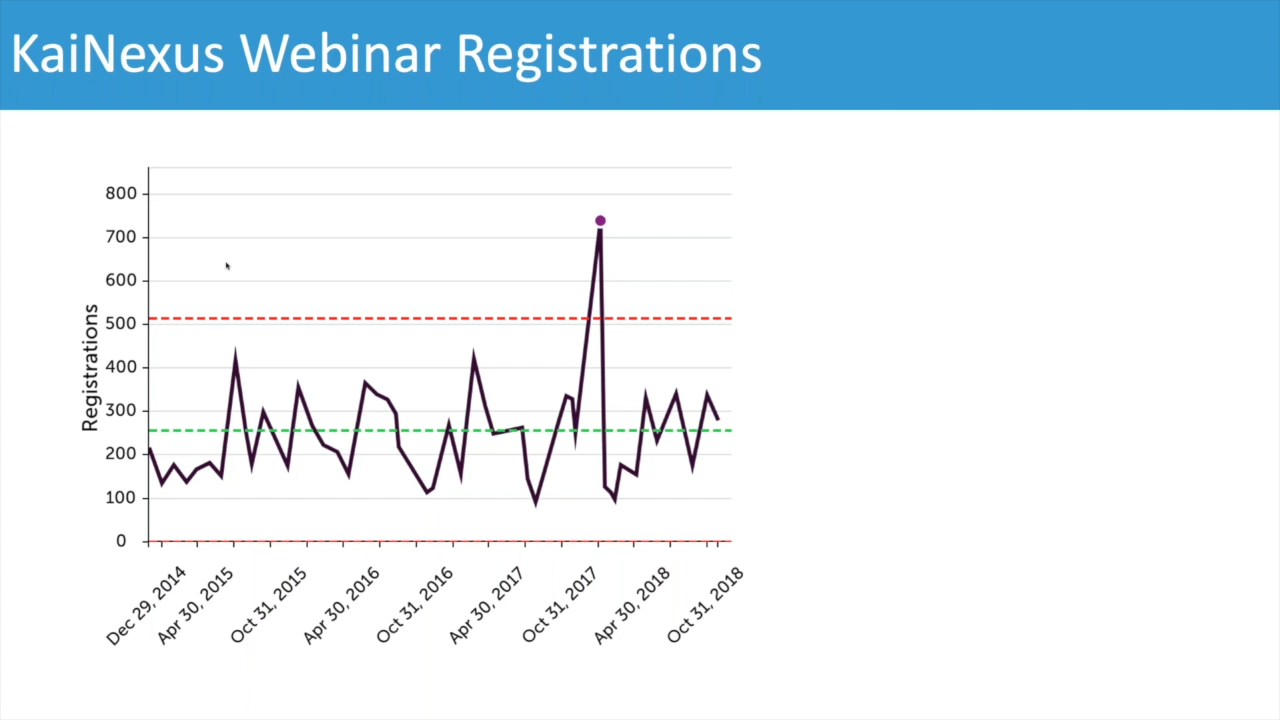 KaiNexus Webinar Registrations
Registrations
800
700
600
500
400
300
200
100
0
Dec 29, 2014
Apr 30, 2015
Oct 31, 2015
Apr 30, 2016
Oct 31, 2016
Apr 30, 2017
Oct 31, 2017
Apr 30, 2018
Oct 31, 2018